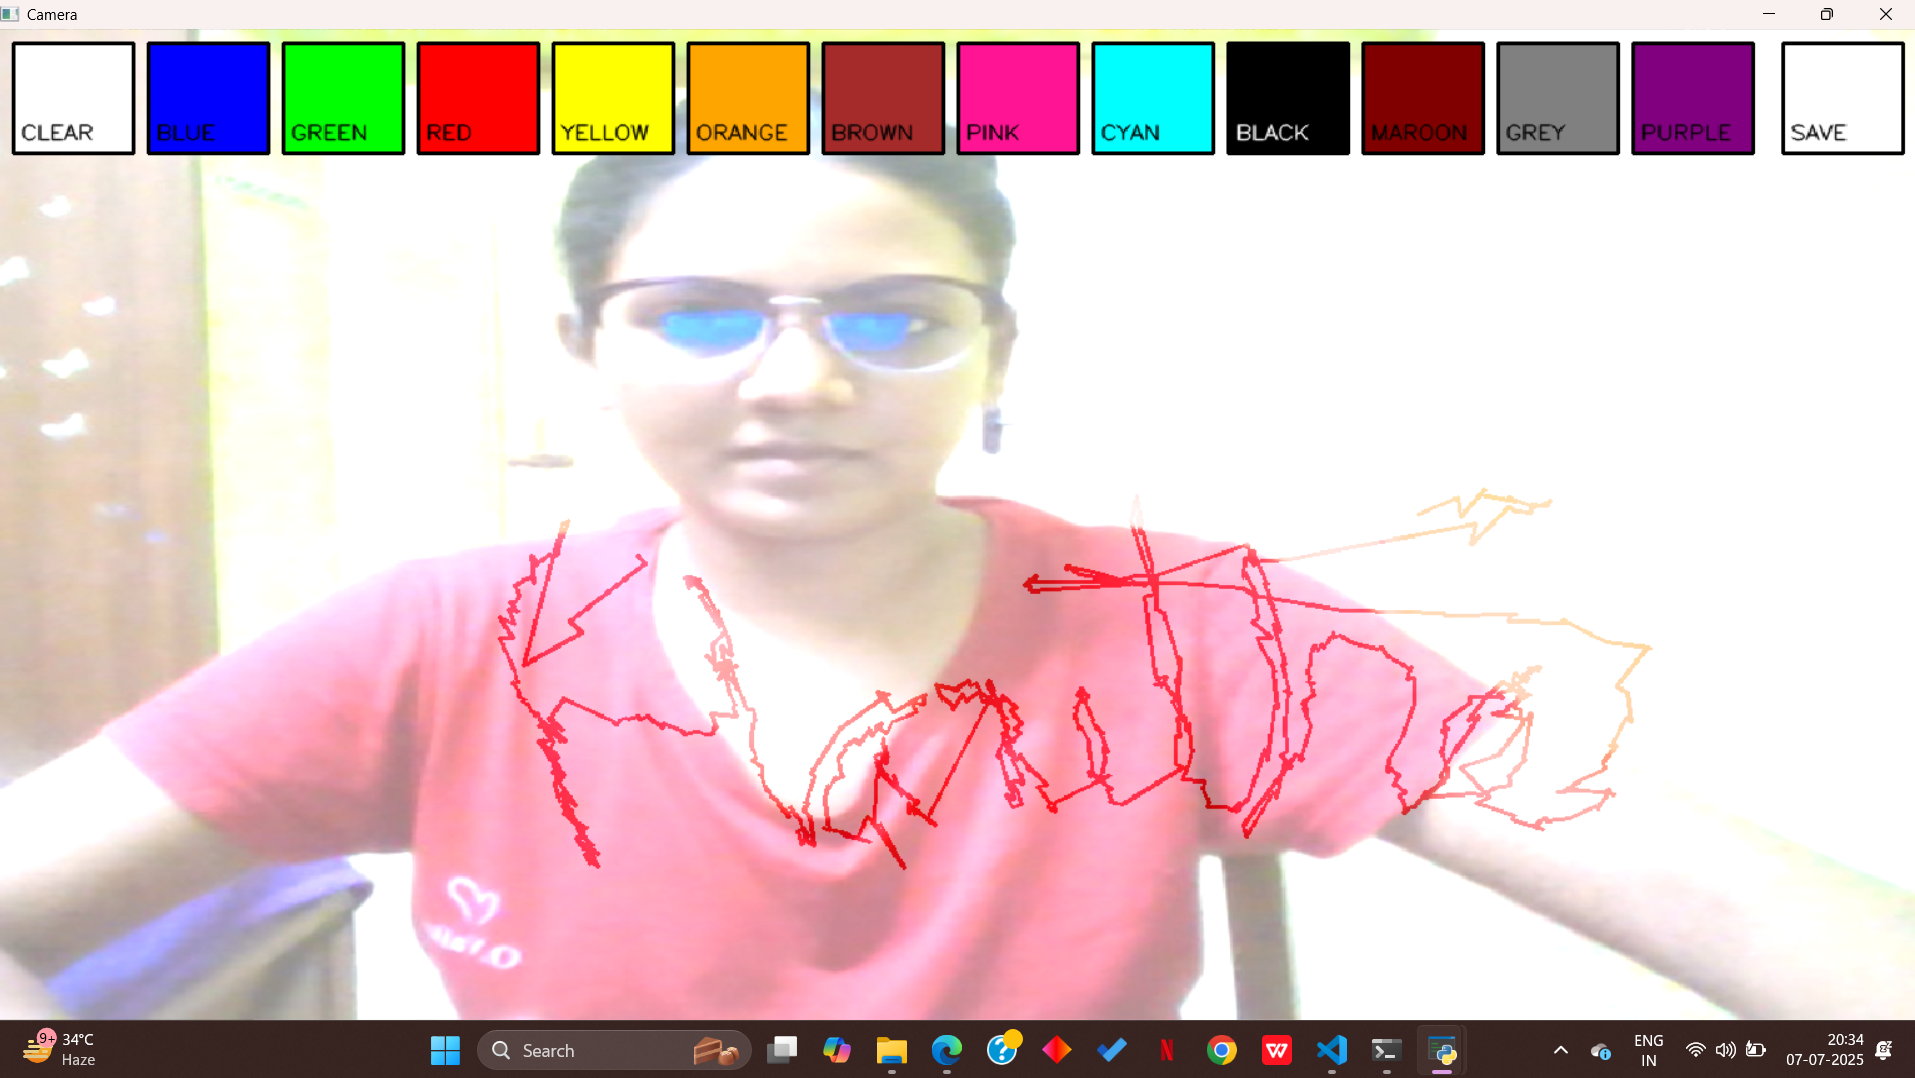 Camera
CLEAR BLUE GREEN RED YELLOW ORANGE BROWN PINK CYAN BLACK MAROON GREY PURPLE SAVE
9+ 34°C
Haze
Search
ENG
IN
20:34
07-07-2025